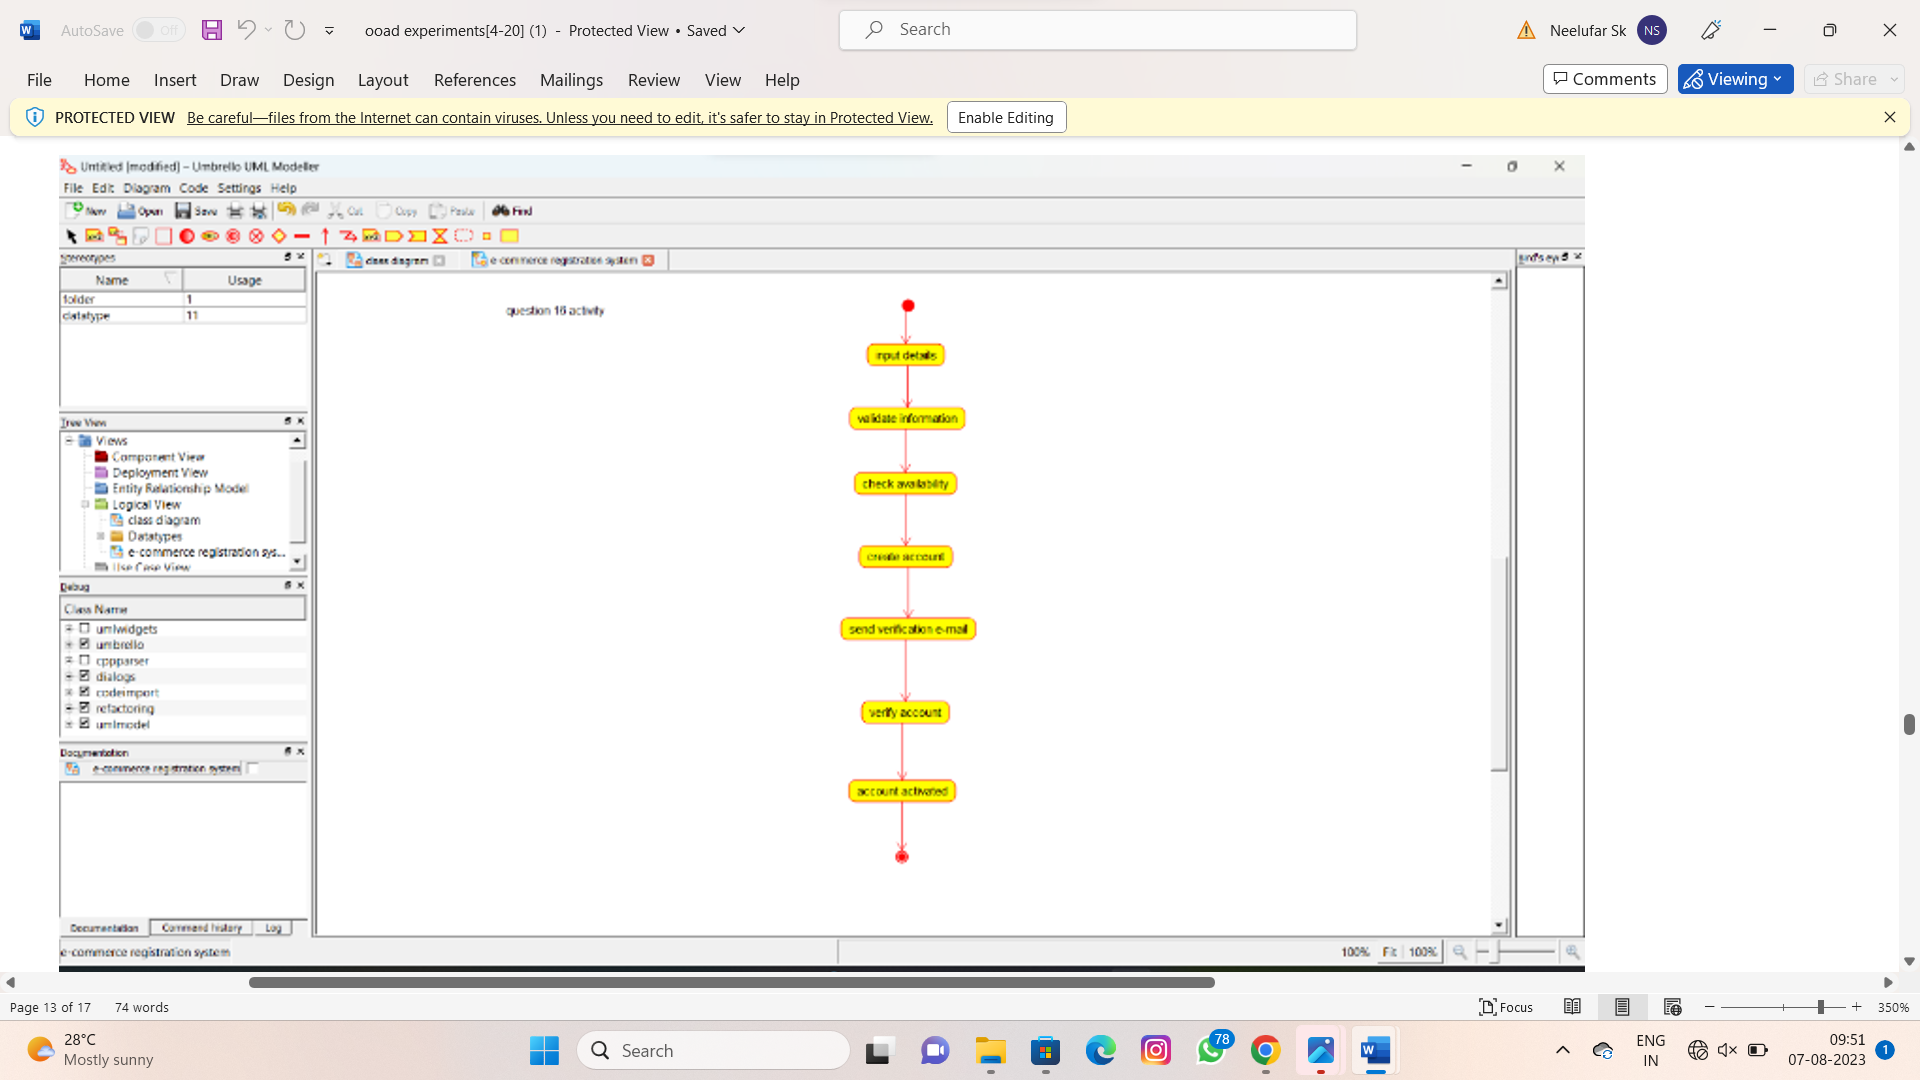 AutoSave Off ooad experiments[4-20] (1) - Protected View • Saved Search Neelufar Sk NS
File Home Insert Draw Design Layout References Mailings Review View Help Comments Viewing Share
PROTECTED VIEW Be careful—files from the Internet can contain viruses. Unless you need to edit, it's safer to stay in Protected View. Enable Editing
Untitled [modified] – Umbrello UML Modeller
File Edit Diagram Code Settings Help
New Open Save Cut Copy Paste Find
Stereotypes class diagram e-commerce registration system
Name Usage
folder 1
datatype 11
question 16 activity
input details
validate information
check availability
create account
send verification e-mail
verify account
account activated
Tree View
Views
Component View
Deployment View
Entity Relationship Model
Logical View
class diagram
Datatypes
e-commerce registration sys...
Use Case View
Debug
Class Name
umlwidgets
umbrello
cppparser
dialogs
codeimport
refactoring
umlmodel
Documentation
e-commerce registration system
Documentation Command history Log
e-commerce registration system 100% Fit 100%
Page 13 of 17 74 words Focus 350%
28°C
Mostly sunny
Search
78
ENG
IN
09:51
07-08-2023
1